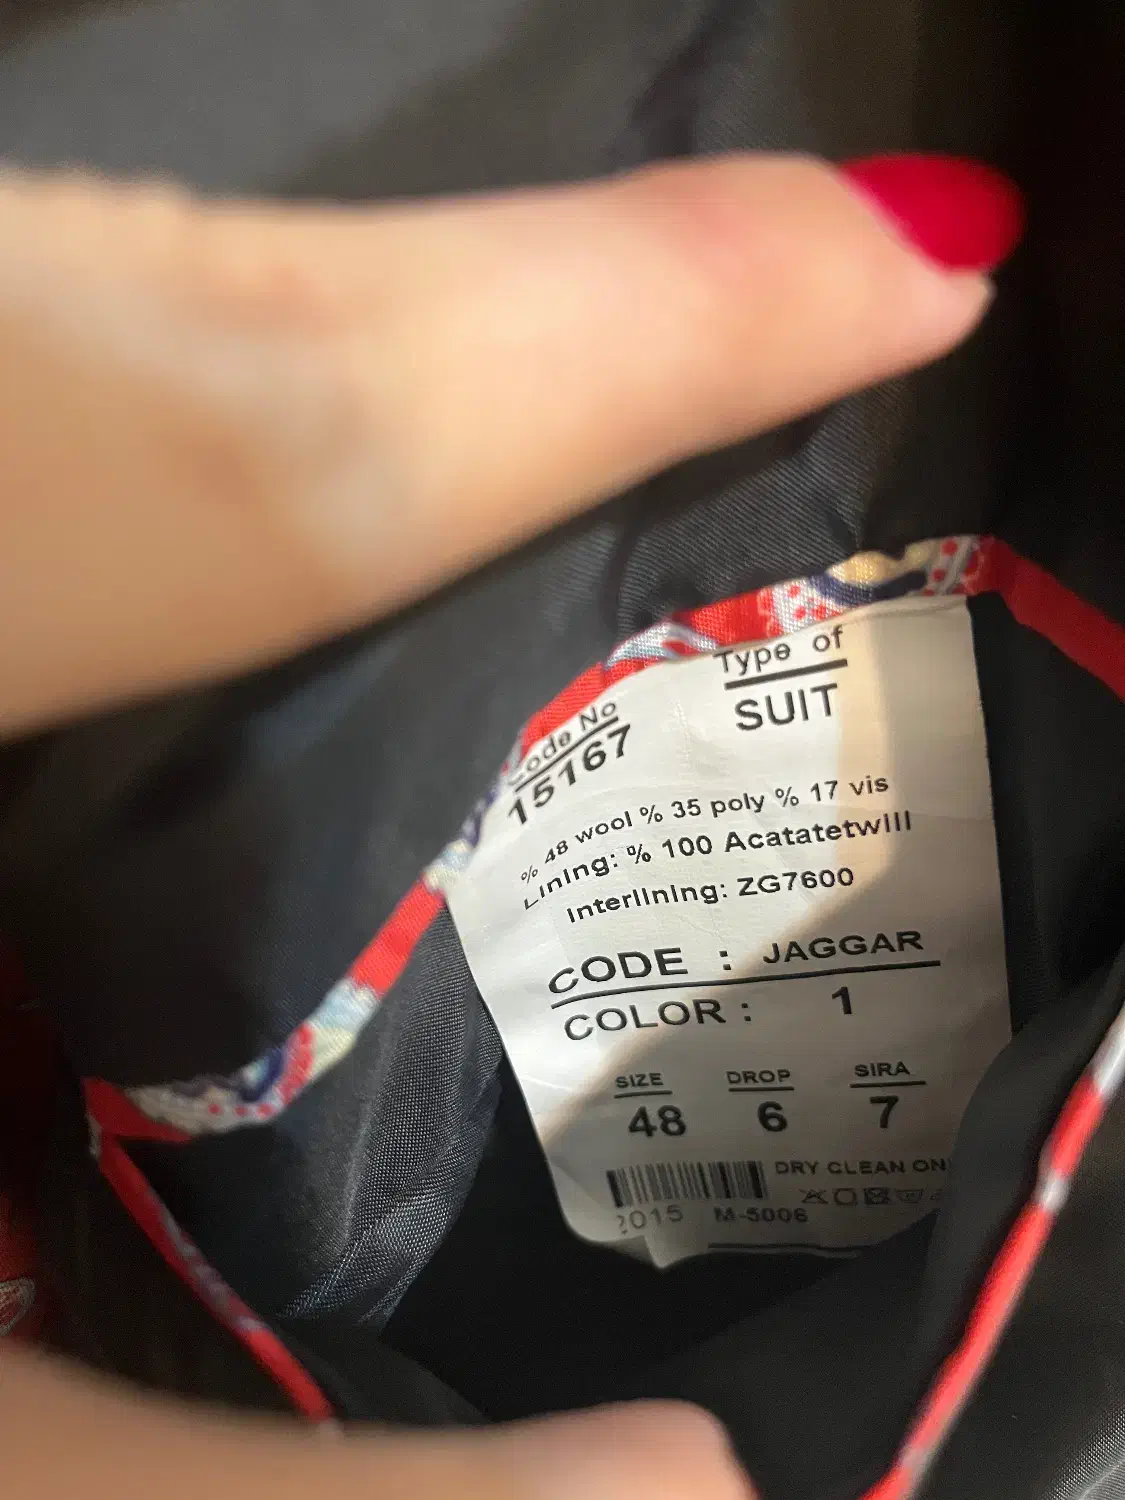 Type of
Code No
SUIT
15167
% 48 wool % 35 poly % 17 vis
Lining: % 100 Acatatetwill
Interlining: ZG7600
CODE : JAGGAR
COLOR : 1
SIZE DROP SIRA
48 6 7
DRY CLEAN ON
2015 M-5006